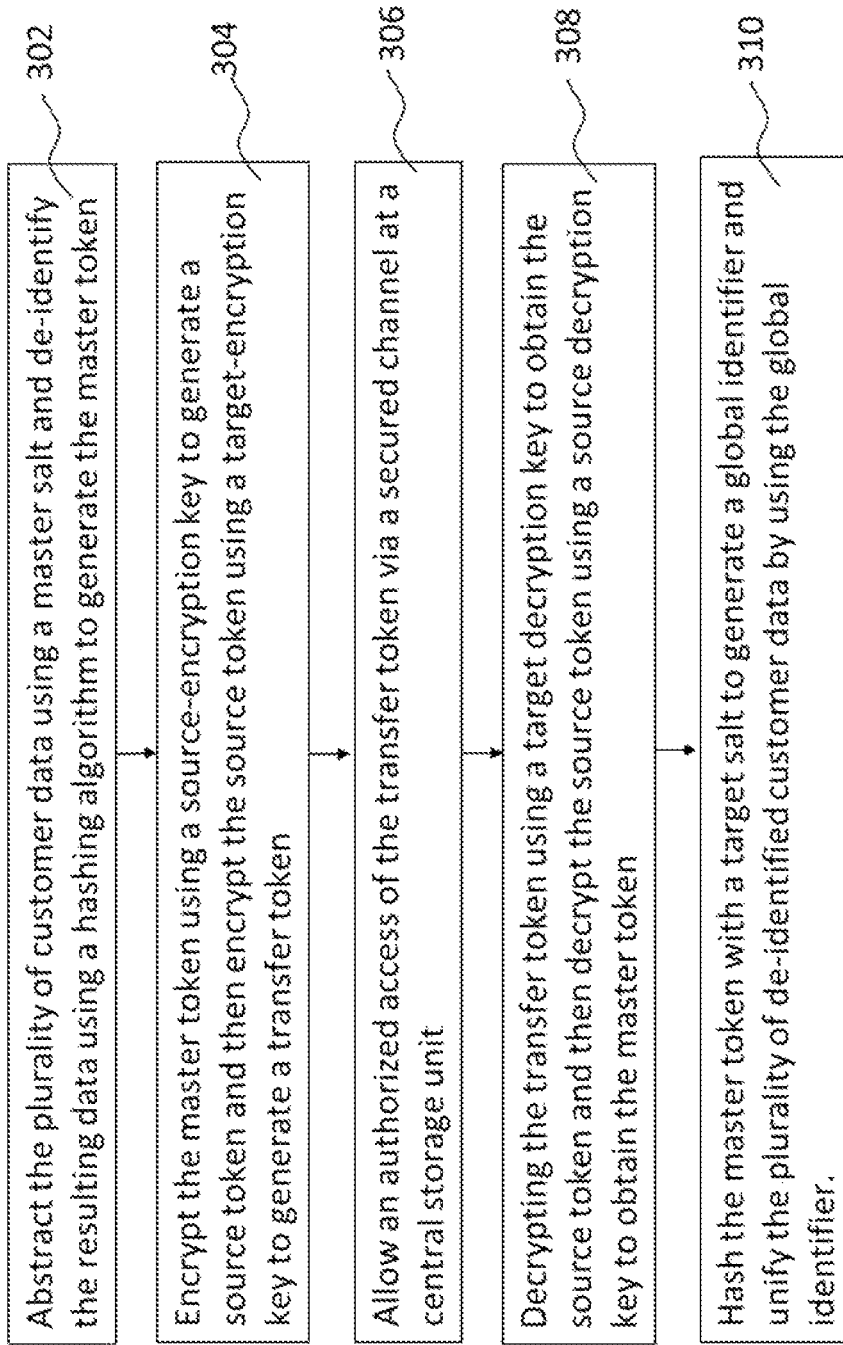 Abstract the plurality of customer data using a master salt and de-identify
the resulting data using a hashing algorithm to generate the master token
302
Encrypt the master token using a source-encryption key to generate a
source token and then encrypt the source token using a target-encryption
key to generate a transfer token
304
Allow an authorized access of the transfer token via a secured channel at a
central storage unit
306
Decrypting the transfer token using a target decryption key to obtain the
source token and then decrypt the source token using a source decryption
key to obtain the master token
308
Hash the master token with a target salt to generate a global identifier and
unify the plurality of de-identified customer data by using the global
identifier.
310